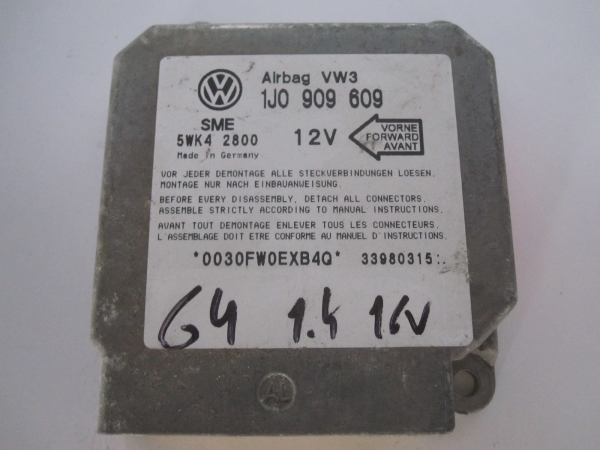 Airbag VW3
1J0 909 609
SME
5WK4 2800
Made in Germany
12V
VORNE
FORWARD
AVANT
VOR JEDER DEMONTAGE ALLE STECKVERBINDUNGEN LOESEN.
MONTAGE NUR NACH EINBAUANWEISUNG.
BEFORE EVERY DISASSEMBLY, DETACH ALL CONNECTORS.
ASSEMBLE STRICTLY ACCORDING TO MANUAL INSTRUCTIONS.
AVANT TOUT DEMONTAGE ENLEVER TOUS LES CONNECTEURS.
L'ASSEMBLAGE DOIT ETRE CONFORME AU MANUEL D'INSTRUCTIONS.
*0030FW0EXB4Q* 33980315:.
G4 1.4 16V